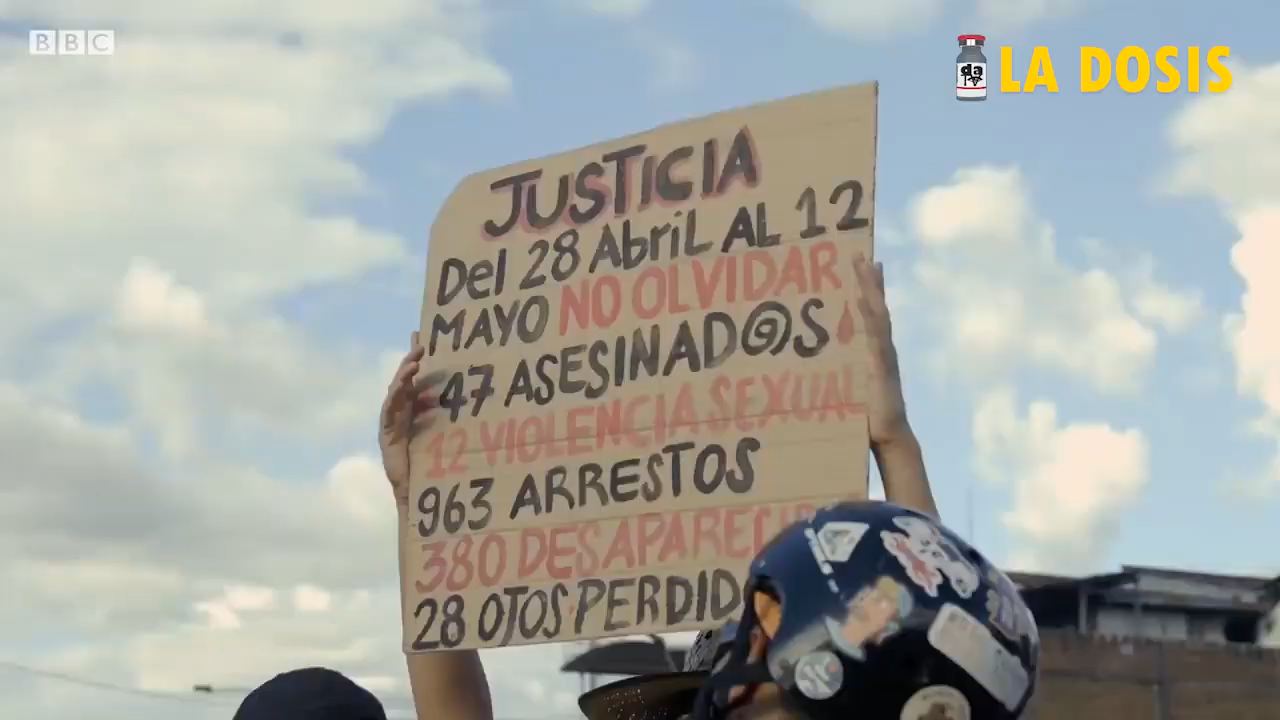 BBC
LA DOSIS
JUSTICIA
Del 28 AbriL AL 12
MAYO NO OLVIDAR
47 ASESINAD@S
12 VIOLENCIA SEXUAL
963 ARRESTOS
380
28 OJOS